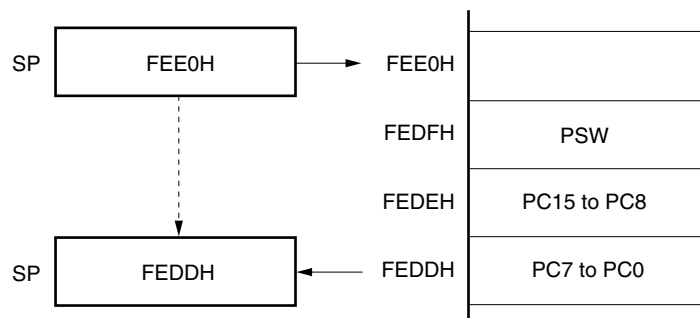 SP FEE0H FEE0H
FEDFH PSW
FEDEH PC15 to PC8
SP FEDDH FEDDH PC7 to PC0